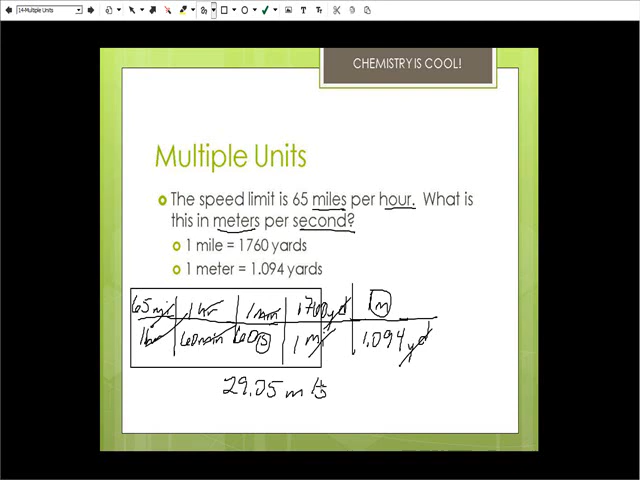 14-Multiple Units
CHEMISTRY IS COOL!
Multiple Units
The speed limit is 65 miles per hour. What is
this in meters per second?
1 mile = 1760 yards
1 meter = 1.094 yards
65 mi 1 hr 1 min 1760 yd 1 m
1 hr 60 min 60 s 1 mi 1.094 yd
29.05 m/s